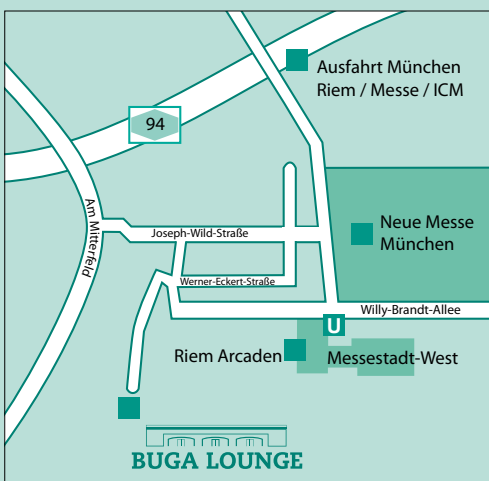 Ausfahrt München
Riem / Messe / ICM
94
Am Mitterfeld
Joseph-Wild-Straße
Neue Messe
München
Werner-Eckert-Straße
Willy-Brandt-Allee
U
Riem Arcaden
Messestadt-West
BUGA LOUNGE